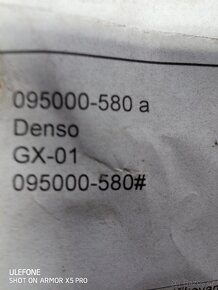 095000-580 a
Denso
GX-01
095000-580#
ULEFONE
SHOT ON ARMOR X5 PRO